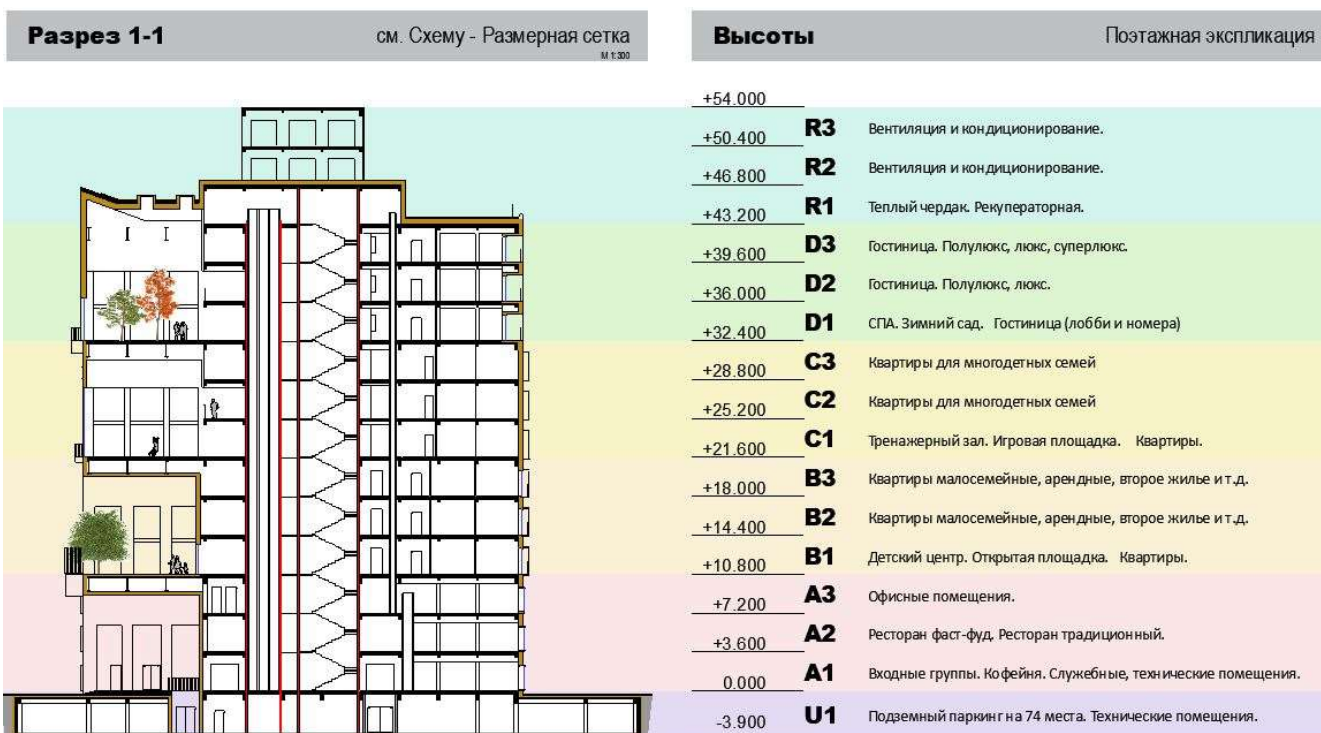 Разрез 1-1 см. Схему - Размерная сетка
М 1:300
Высоты Поэтажная экспликация
+54.000
R3 Вентиляция и кондиционирование.
+50.400
R2 Вентиляция и кондиционирование.
+46.800
R1 Теплый чердак. Рекуператорная.
+43.200
D3 Гостиница. Полулюкс, люкс, суперлюкс.
+39.600
D2 Гостиница. Полулюкс, люкс.
+36.000
D1 СПА. Зимний сад. Гостиница (лобби и номера)
+32.400
C3 Квартиры для многодетных семей
+28.800
C2 Квартиры для многодетных семей
+25.200
C1 Тренажерный зал. Игровая площадка. Квартиры.
+21.600
B3 Квартиры малосемейные, арендные, второе жилье и т.д.
+18.000
B2 Квартиры малосемейные, арендные, второе жилье и т.д.
+14.400
B1 Детский центр. Открытая площадка. Квартиры.
+10.800
A3 Офисные помещения.
+7.200
A2 Ресторан фаст-фуд. Ресторан традиционный.
+3.600
A1 Входные группы. Кофейня. Служебные, технические помещения.
0.000
U1 Подземный паркинг на 74 места. Технические помещения.
-3.900